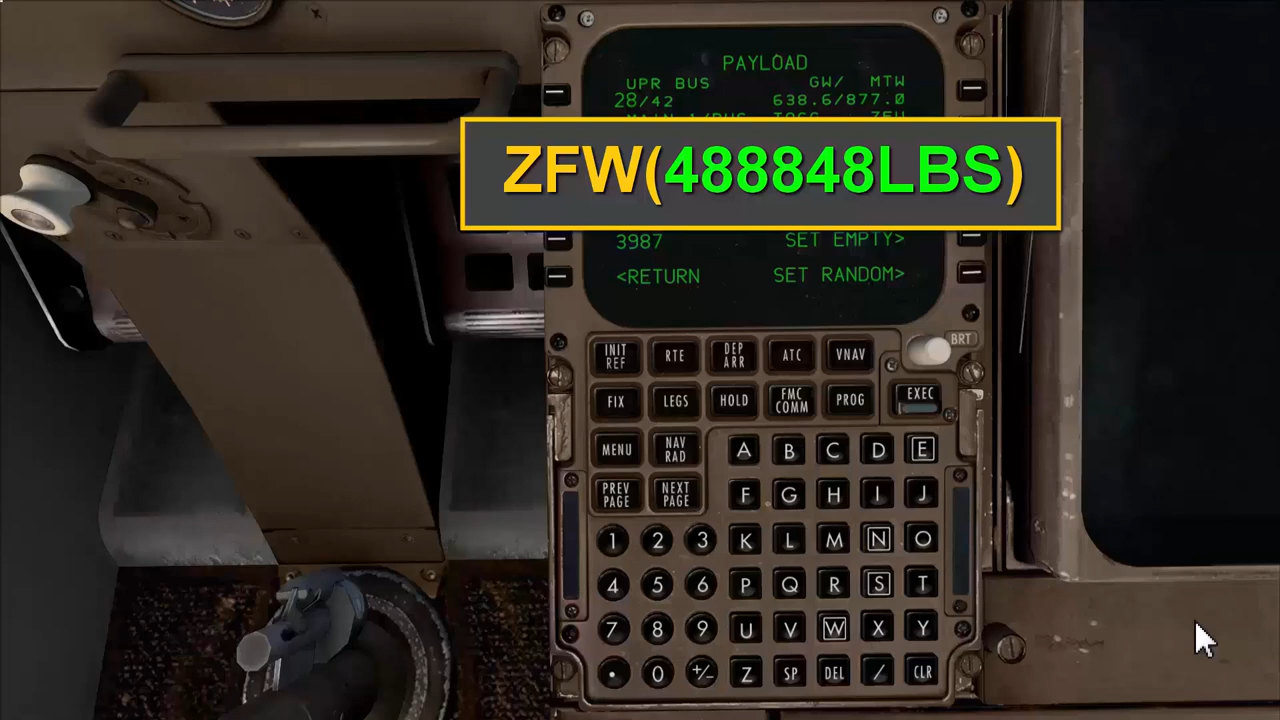 PAYLOAD
UPR BUS GW/ MTW
28/42 638.6/877.0
ZFW(488848LBS)
3987 SET EMPTY>
<RETURN SET RANDOM>
BRT
INIT REF RTE DEP ARR ATC VNAV
FIX LEGS HOLD FMC COMM PROG EXEC
MENU NAV RAD A B C D E
PREV PAGE NEXT PAGE F G H I J
1 2 3 K L M N O
4 5 6 P Q R S T
7 8 9 U V W X Y
. 0 +/- Z SP DEL / CLR